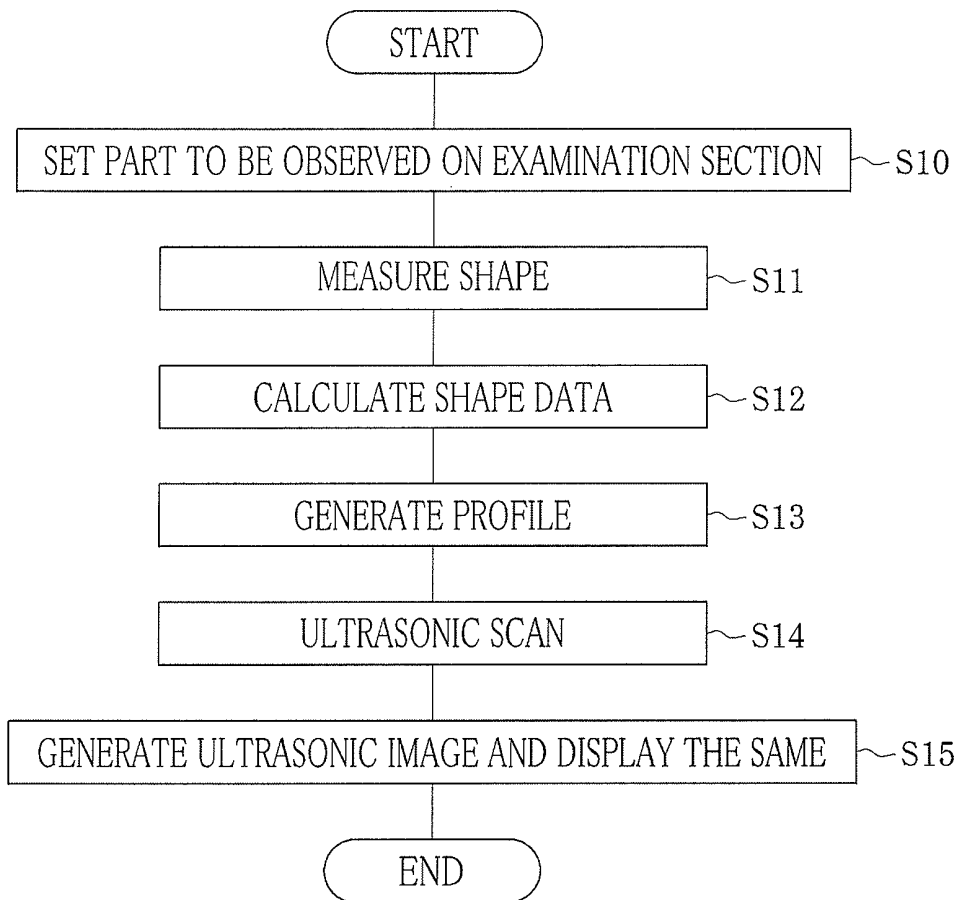 START
SET PART TO BE OBSERVED ON EXAMINATION SECTION S10
MEASURE SHAPE S11
CALCULATE SHAPE DATA S12
GENERATE PROFILE S13
ULTRASONIC SCAN S14
GENERATE ULTRASONIC IMAGE AND DISPLAY THE SAME S15
END